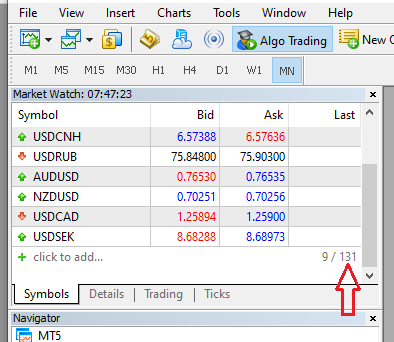 File View Insert Charts Tools Window Help
Algo Trading New O
M1 M5 M15 M30 H1 H4 D1 W1 MN
Market Watch: 07:47:23
Symbol Bid Ask Last
USDCNH 6.57388 6.57636
USDRUB 75.84800 75.90300
AUDUSD 0.76530 0.76535
NZDUSD 0.70251 0.70256
USDCAD 1.25894 1.25900
USDSEK 8.68288 8.68973
click to add... 9 / 131
Symbols Details Trading Ticks
Navigator
MT5